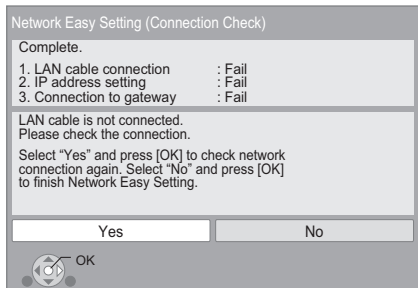 Network Easy Setting (Connection Check)
Complete.
1. LAN cable connection : Fail
2. IP address setting : Fail
3. Connection to gateway : Fail
LAN cable is not connected.
Please check the connection.
Select “Yes” and press [OK] to check network
connection again. Select “No” and press [OK]
to finish Network Easy Setting.
Yes No
OK